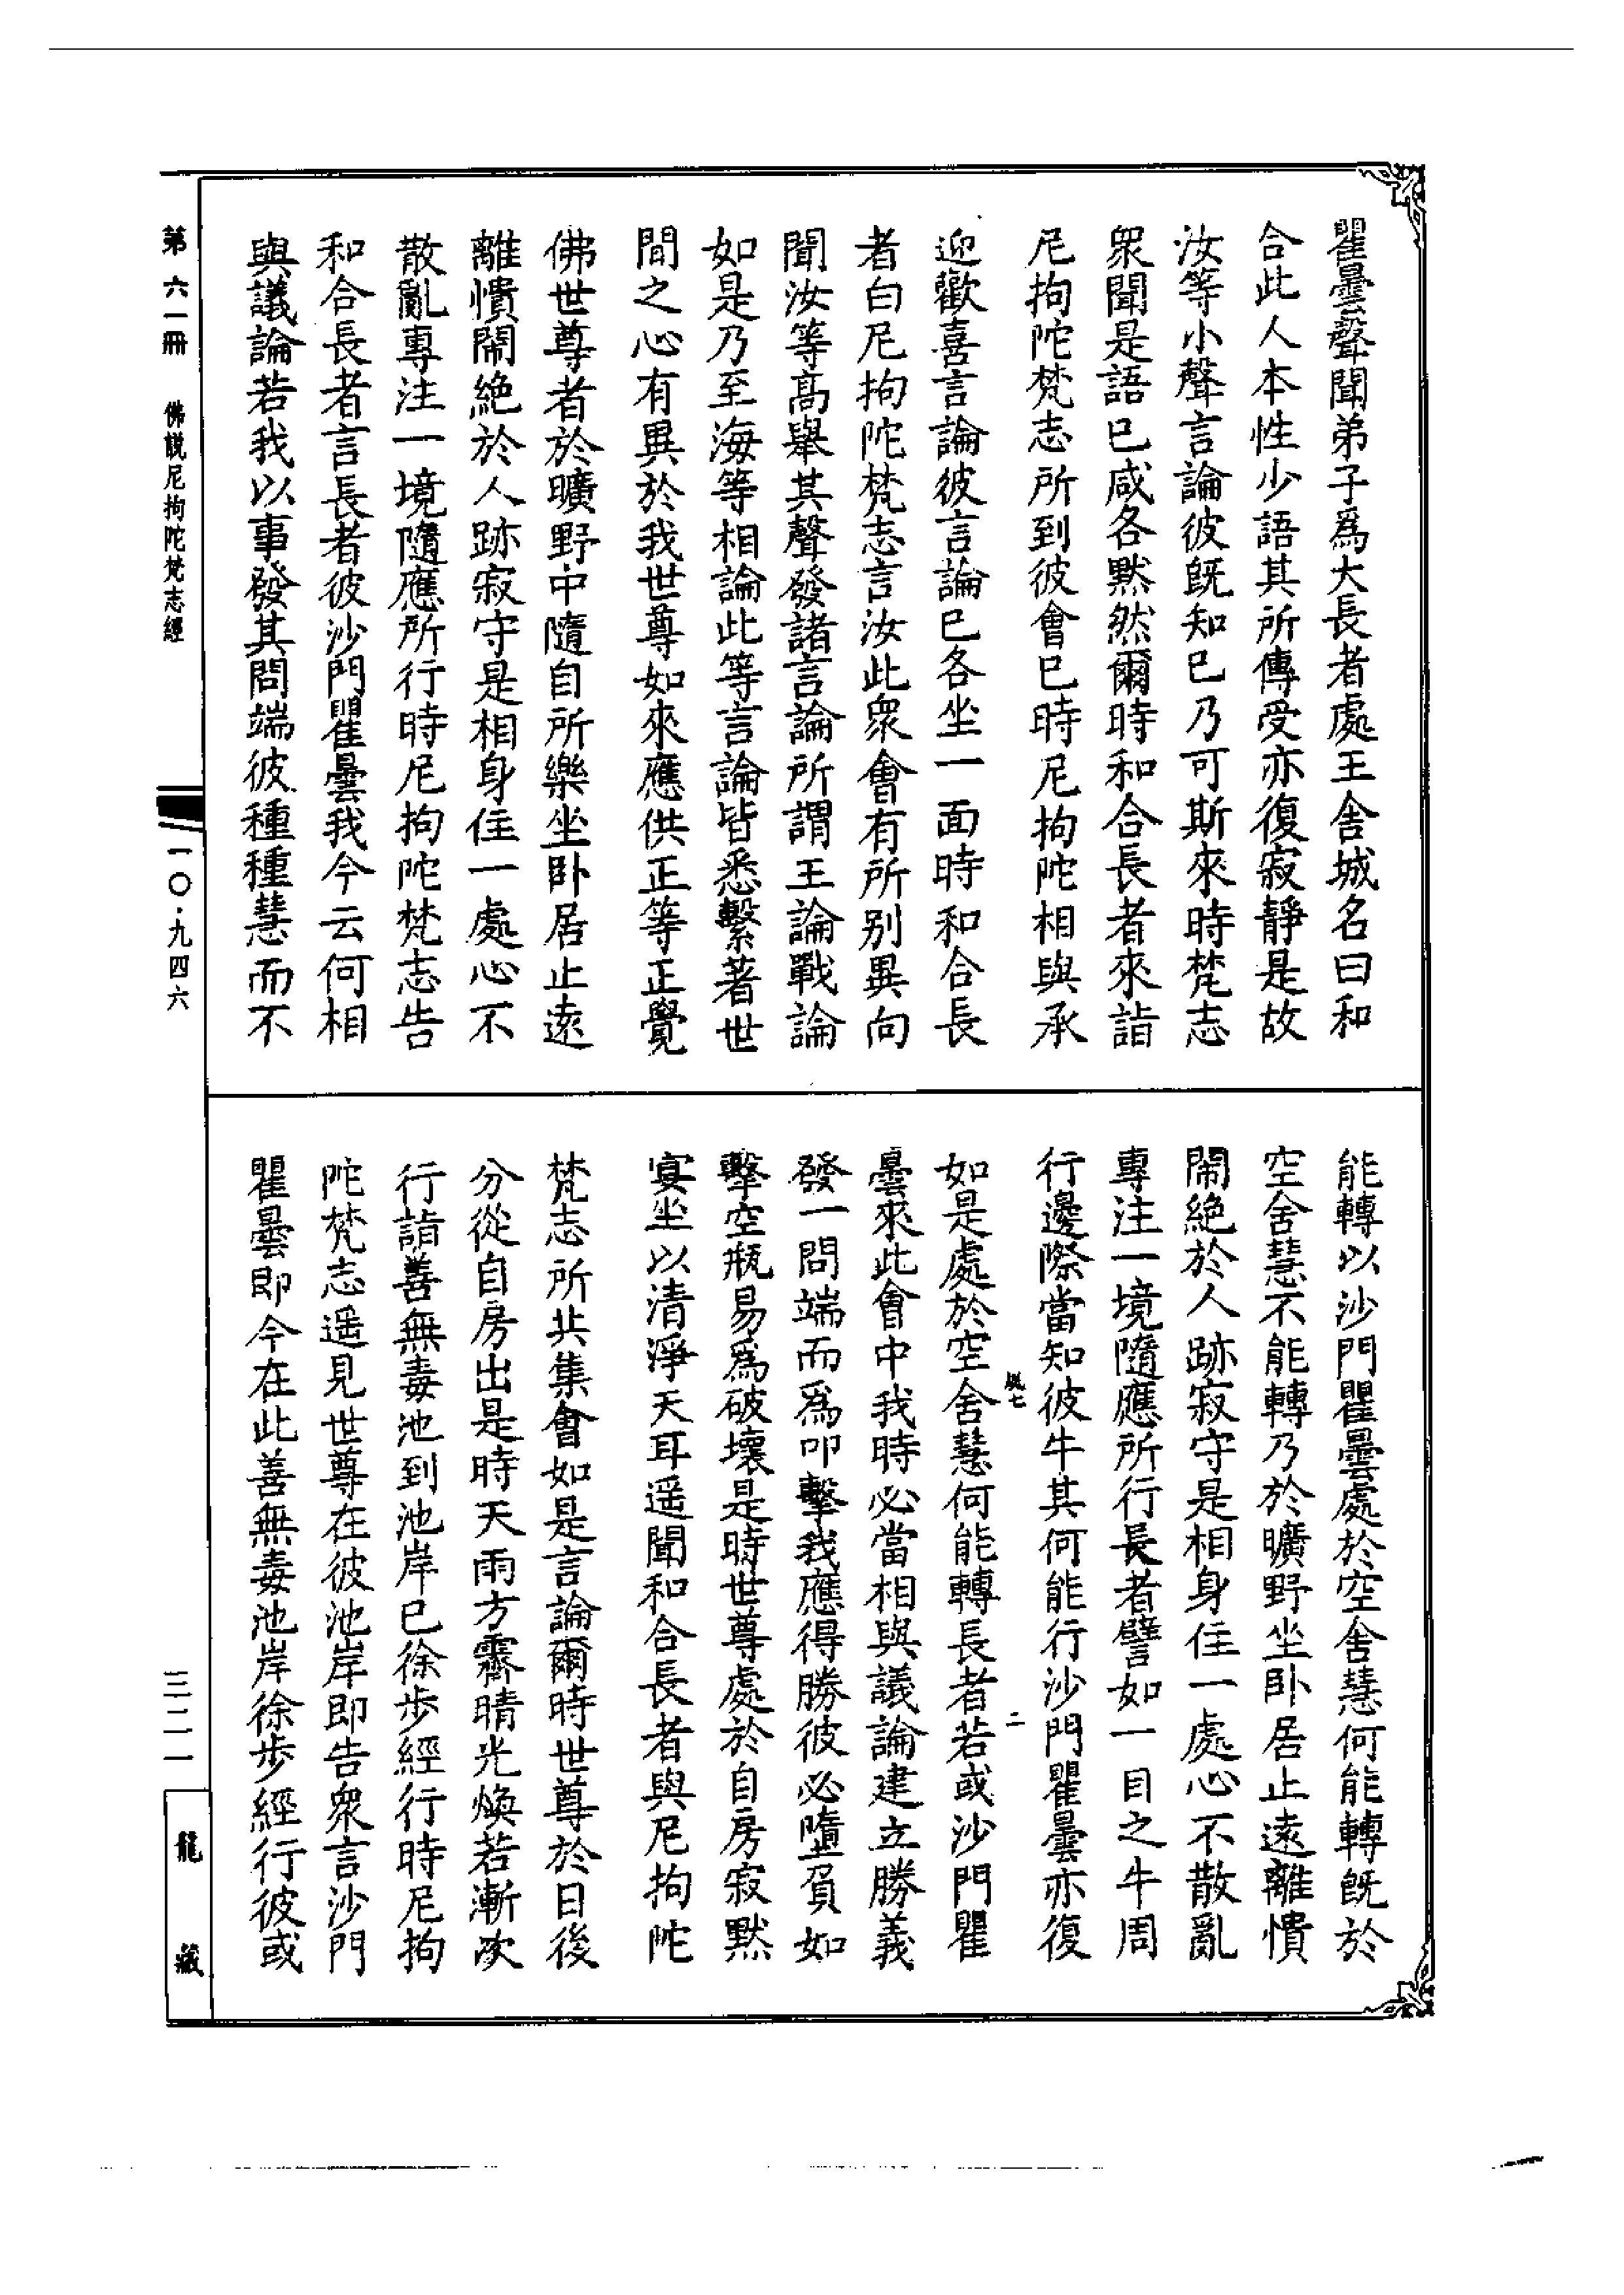 瞿曇聲聞弟子爲大長者處王舍城名曰和
合此人本性少語其所傳受亦復寂靜是故
汝等小聲言論彼旣知已乃可斯來時梵志
衆聞是語已咸各默然爾時和合長者來詣
尼拘陀梵志所到彼會已時尼拘陀相與承
迎歡喜言論彼言論已各坐一面時和合長
者白尼拘陀梵志言汝此衆會有所別異向
聞汝等高舉其聲發諸言論所謂王論戰論
如是乃至海等相論此等言論皆悉繫著世
間之心有異於我世尊如來應供正等正覺
佛世尊者於曠野中隨自所樂坐卧居止遠
離憒鬧絶於人跡寂守是相身住一處心不
散亂專注一境隨應所行時尼拘陀梵志告
和合長者言長者彼沙門瞿曇我今云何相
與議論若我以事發其問端彼種種慧而不
能轉以沙門瞿曇處於空舍慧何能轉旣於
空舍慧不能轉乃於曠野坐卧居止遠離憒
鬧絶於人跡寂守是相身住一處心不散亂
專注一境隨應所行長者譬如一目之牛周
行邊際當知彼牛其何能行沙門瞿曇亦復
如是處於空舍慧何能轉長者若或沙門瞿
曇來此會中我時必當相與議論建立勝義
發一問端而爲叩擊我應得勝彼必墮負如
擊空瓶易爲破壞是時世尊處於自房寂默
宴坐以清淨天耳遥聞和合長者與尼拘陀
梵志所共集會如是言論爾時世尊於日後
分從自房出是時天雨方霽晴光煥若漸次
行詣善無毒池到池岸已徐步經行時尼拘
陀梵志遥見世尊在彼池岸即告衆言沙門
瞿曇即今在此善無毒池岸徐步經行彼或
第六一冊 佛説尼拘陀梵志經
一〇·九四六
三二一
龍藏
七
二